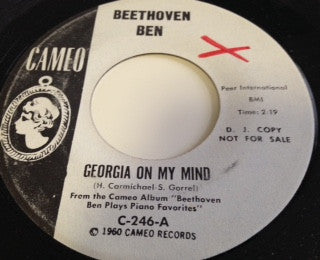 BEETHOVEN
BEN
CAMEO
Peer International
BMI
Time: 2:19
D. J. COPY
NOT FOR SALE
GEORGIA ON MY MIND
(H. Carmichael-S. Gorrel)
From the Cameo Album "Beethoven
Ben Plays Piano Favorites"
C-246-A
© 1960 CAMEO RECORDS